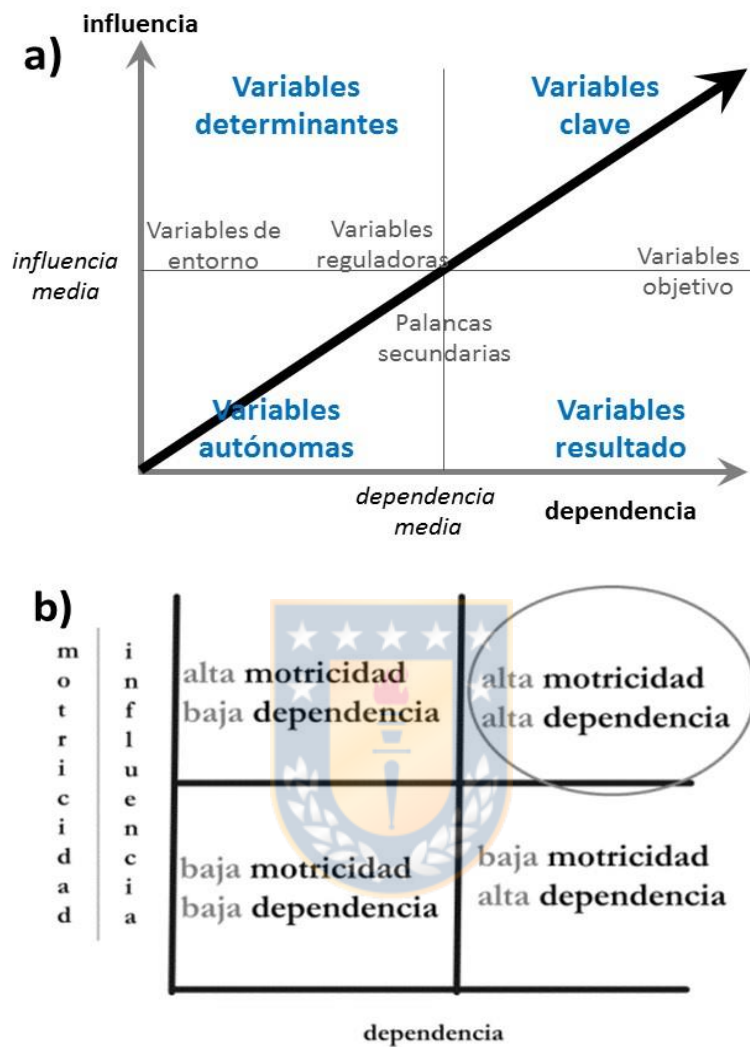 influencia
a)
Variables
determinantes
Variables
clave
Variables de
entorno
Variables
reguladoras
Variables
objetivo
influencia
media
Palancas
secundarias
Variables
autónomas
Variables
resultado
dependencia
media
dependencia
b)
motricidad
influencia
alta motricidad
baja dependencia
alta motricidad
alta dependencia
baja motricidad
baja dependencia
baja motricidad
alta dependencia
dependencia